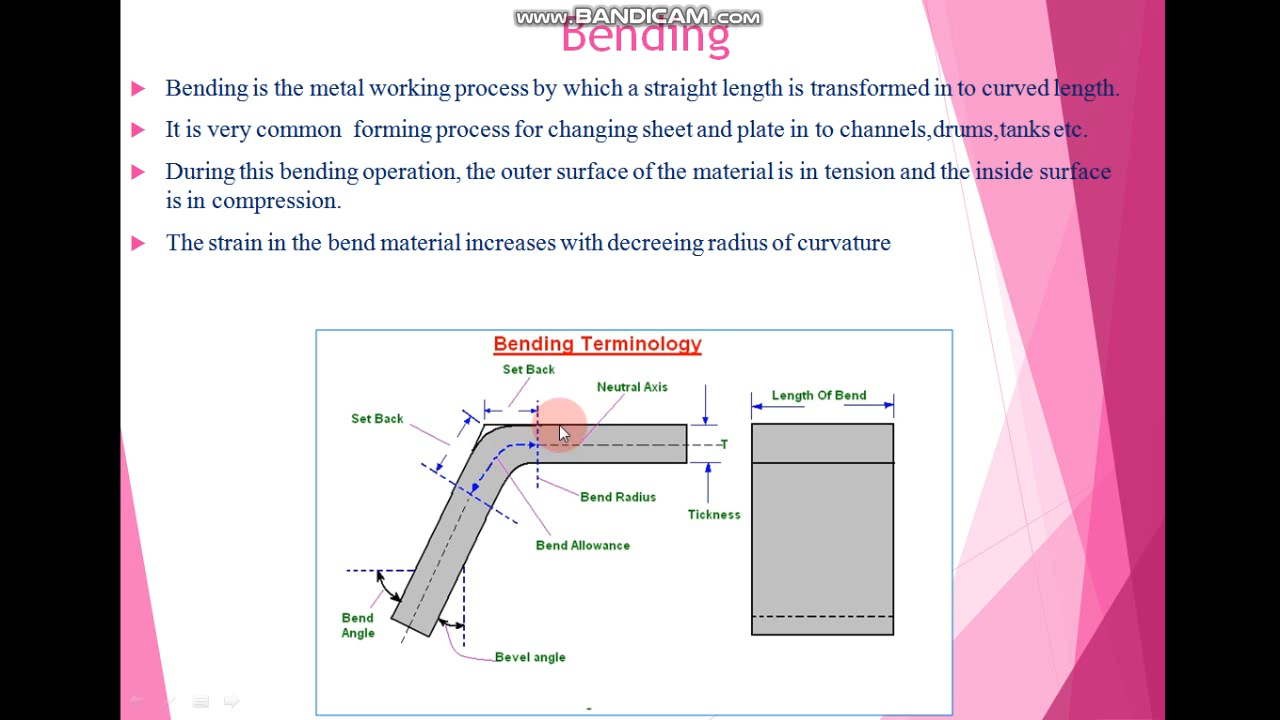 www.BANDICAM.com
Bending
Bending is the metal working process by which a straight length is transformed in to curved length.
It is very common forming process for changing sheet and plate in to channels,drums,tanks etc.
During this bending operation, the outer surface of the material is in tension and the inside surface
is in compression.
The strain in the bend material increases with decreeing radius of curvature
Bending Terminology
Set Back
Neutral Axis
Length Of Bend
Set Back
T
Bend Radius
Tickness
Bend Allowance
Bend
Angle
Bevel angle